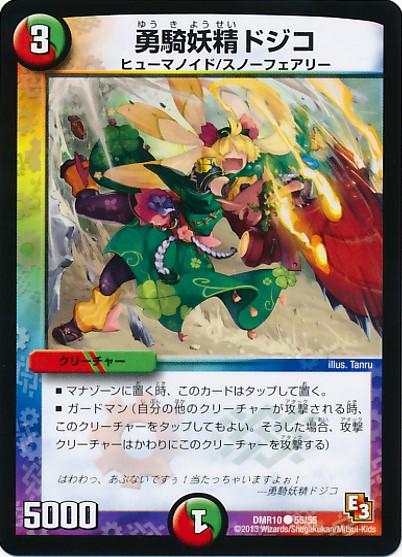 3
ゆうきようせい
勇騎妖精ドジコ
ヒューマノイド/スノーフェアリー
クリーチャー
illus. Tanru
■ マナゾーンに置く時、このカードはタップして置く。
■ ガードマン(自分の他のクリーチャーが攻撃される時、
このクリーチャーをタップしてもよい。そうした場合、攻撃
クリーチャーはかわりにこのクリーチャーを攻撃する)
はわわっ、あぶないですぅ!当たっちゃいますよぉ!
---勇騎妖精ドジコ
5000
1
DMR10 ●55/55
©2013 Wizards/Shogakukan/Mitsui-Kids
E3